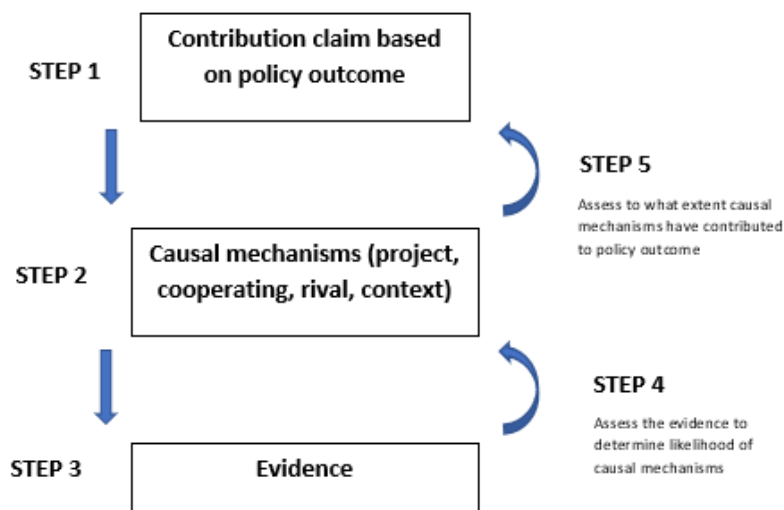 STEP 1
Contribution claim based
on policy outcome
STEP 5
Assess to what extent causal
mechanisms have contributed
to policy outcome
STEP 2
Causal mechanisms (project,
cooperating, rival, context)
STEP 4
Assess the evidence to
determine likelihood of
causal mechanisms
STEP 3
Evidence